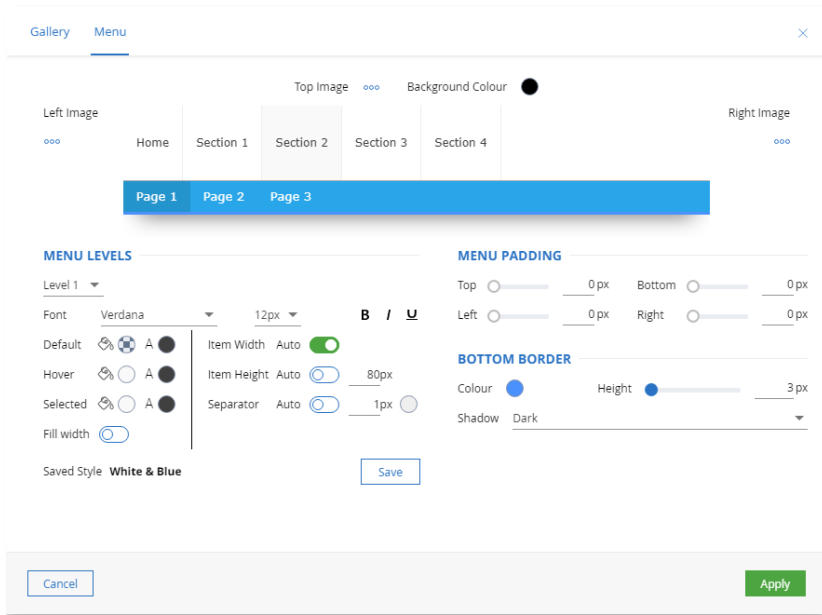 Gallery Menu
Top Image Background Colour
Left Image Right Image
Home Section 1 Section 2 Section 3 Section 4
Page 1 Page 2 Page 3
MENU LEVELS
Level 1
Font Verdana 12px B I U
Default A Item Width Auto
Hover A Item Height Auto 80px
Selected A Separator Auto 1px
Fill width
Saved Style White & Blue Save
MENU PADDING
Top 0 px Bottom 0 px
Left 0 px Right 0 px
BOTTOM BORDER
Colour Height 3 px
Shadow Dark
Cancel Apply